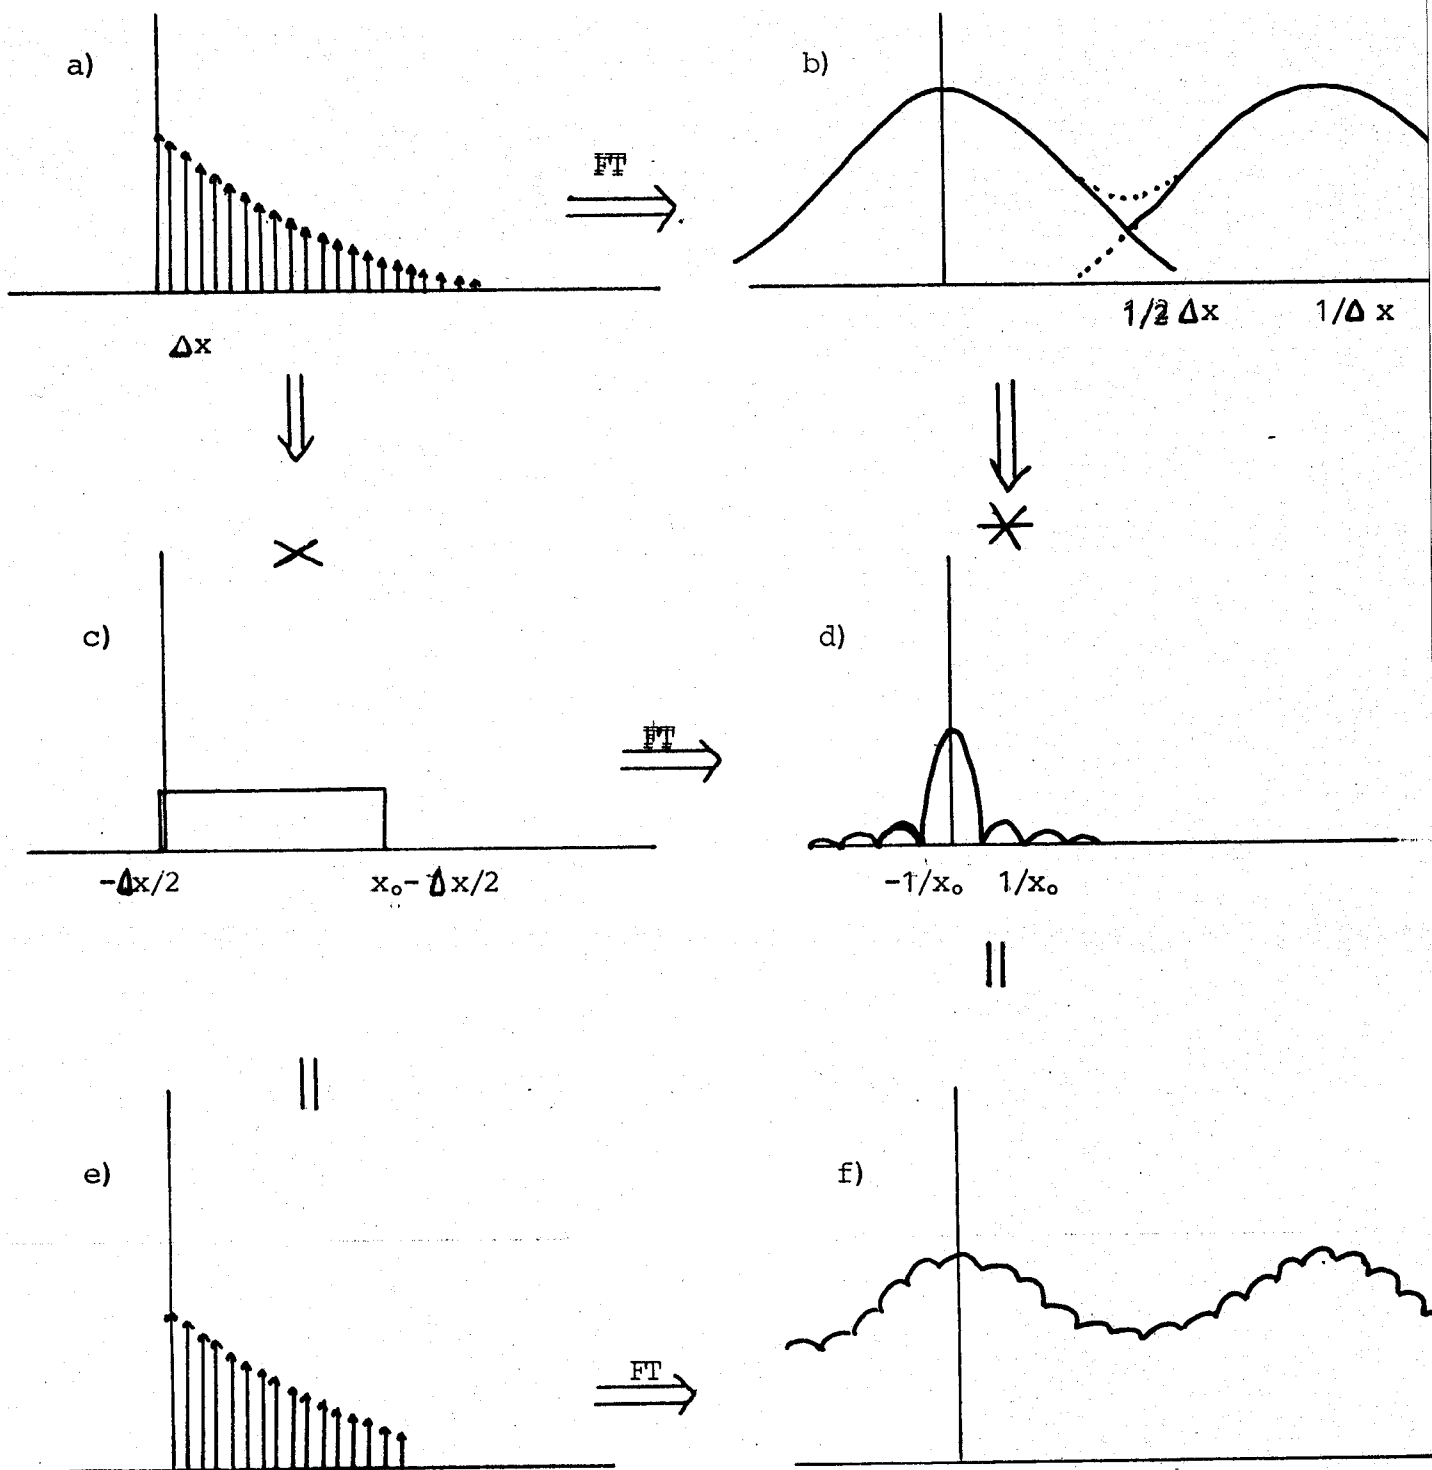 a)
b)
FT
1/2 Δx
1/Δ x
Δx
×
*
c)
d)
FT
-Δx/2
x₀-Δx/2
-1/x₀
1/x₀
||
||
e)
f)
FT